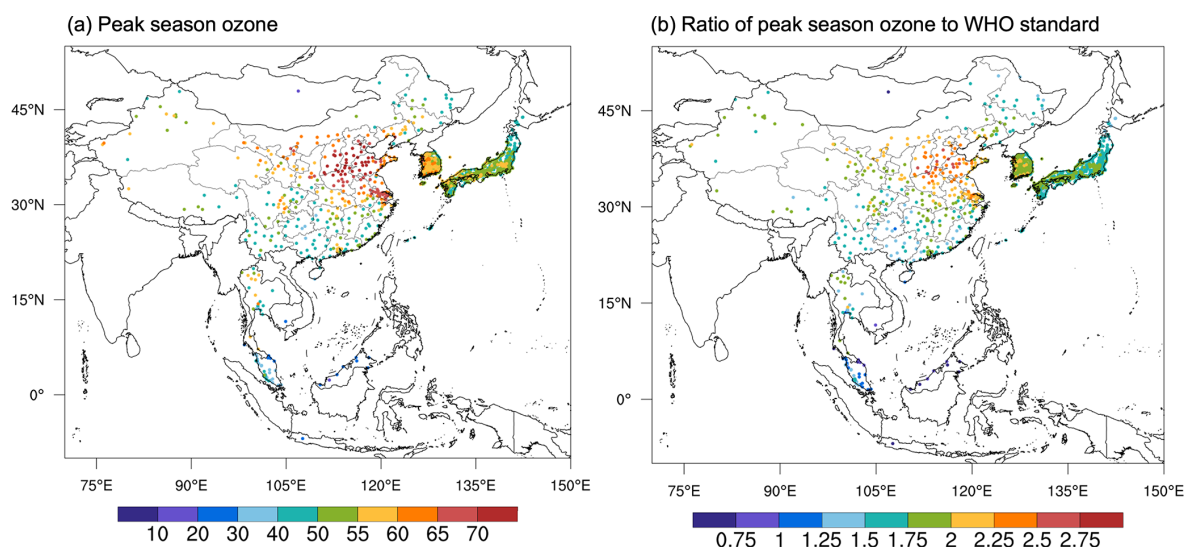 (a) Peak season ozone
45°N
30°N
15°N
0°
75°E 90°E 105°E 120°E 135°E 150°E
10 20 30 40 50 55 60 65 70
(b) Ratio of peak season ozone to WHO standard
45°N
30°N
15°N
0°
75°E 90°E 105°E 120°E 135°E 150°E
0.75 1 1.25 1.5 1.75 2 2.25 2.5 2.75